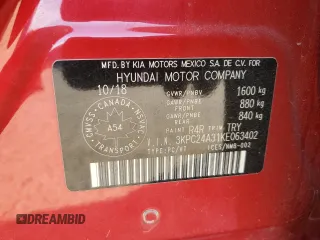 MFD. BY KIA MOTORS MEXICO S.A. DE C.V. FOR
HYUNDAI MOTOR COMPANY
10/18
GVWR/PNBV 1600 kg
GAWR/PNBE 880 kg
FRONT
GAWR/PNBE 840 kg
REAR
CMVSS • CANADA • NSVAC
A54
PAINT R4R TRIM TRY
V.I.N. 3KPC24A31KE063402
TYPE:PC/VT ICES/NMB-002
DREAMBID